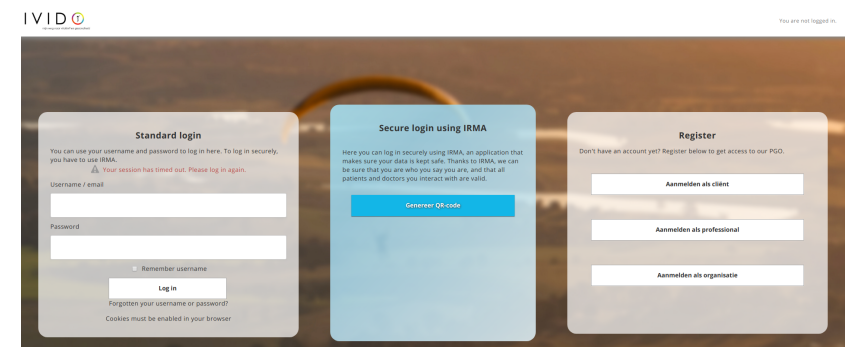 IVIDO
You are not logged in.
Standard login
You can use your username and password to log in here. To log in securely,
you have to use IRMA.
Your session has timed out. Please log in again.
Username / email
Password
Remember username
Log in
Forgotten your username or password?
Cookies must be enabled in your browser
Secure login using IRMA
Here you can log in securely using IRMA, an application that
makes sure your data is kept safe. Thanks to IRMA, we can
be sure that you are who you say you are, and that all
patients and doctors you interact with are valid.
Genereer QR-code
Register
Don't have an account yet? Register below to get access to our PGO.
Aanmelden als cliënt
Aanmelden als professional
Aanmelden als organisatie